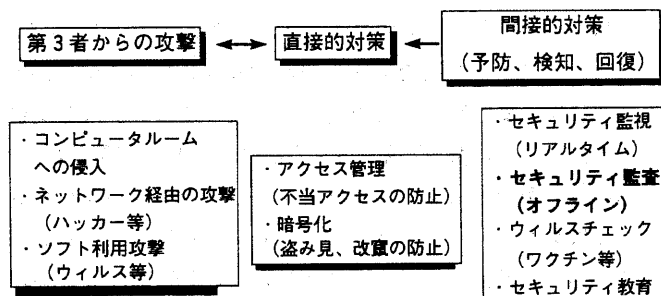 第3者からの攻撃
直接的対策
間接的対策
(予防、検知、回復)
・コンピュータルーム
への侵入
・ネットワーク経由の攻撃
(ハッカー等)
・ソフト利用攻撃
(ウィルス等)
・アクセス管理
(不当アクセスの防止)
・暗号化
(盗み見、改竄の防止)
・セキュリティ監視
(リアルタイム)
・セキュリティ監査
(オフライン)
・ウィルスチェック
(ワクチン等)
・セキュリティ教育